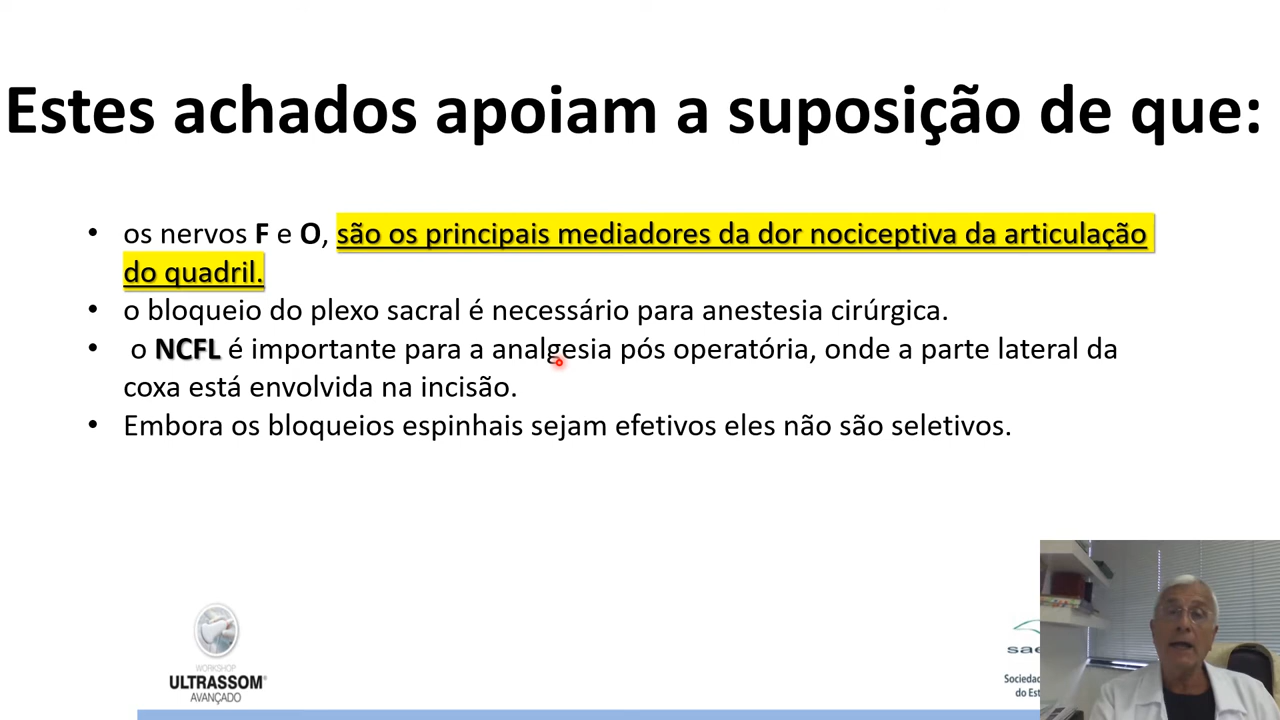 Estes achados apoiam a suposição de que:
• os nervos F e O, são os principais mediadores da dor nociceptiva da articulação
do quadril.
• o bloqueio do plexo sacral é necessário para anestesia cirúrgica.
• o NCFL é importante para a analgesia pós operatória, onde a parte lateral da
coxa está envolvida na incisão.
• Embora os bloqueios espinhais sejam efetivos eles não são seletivos.
WORKSHOP
ULTRASSOM
AVANÇADO
sae
Sociedad
do Est